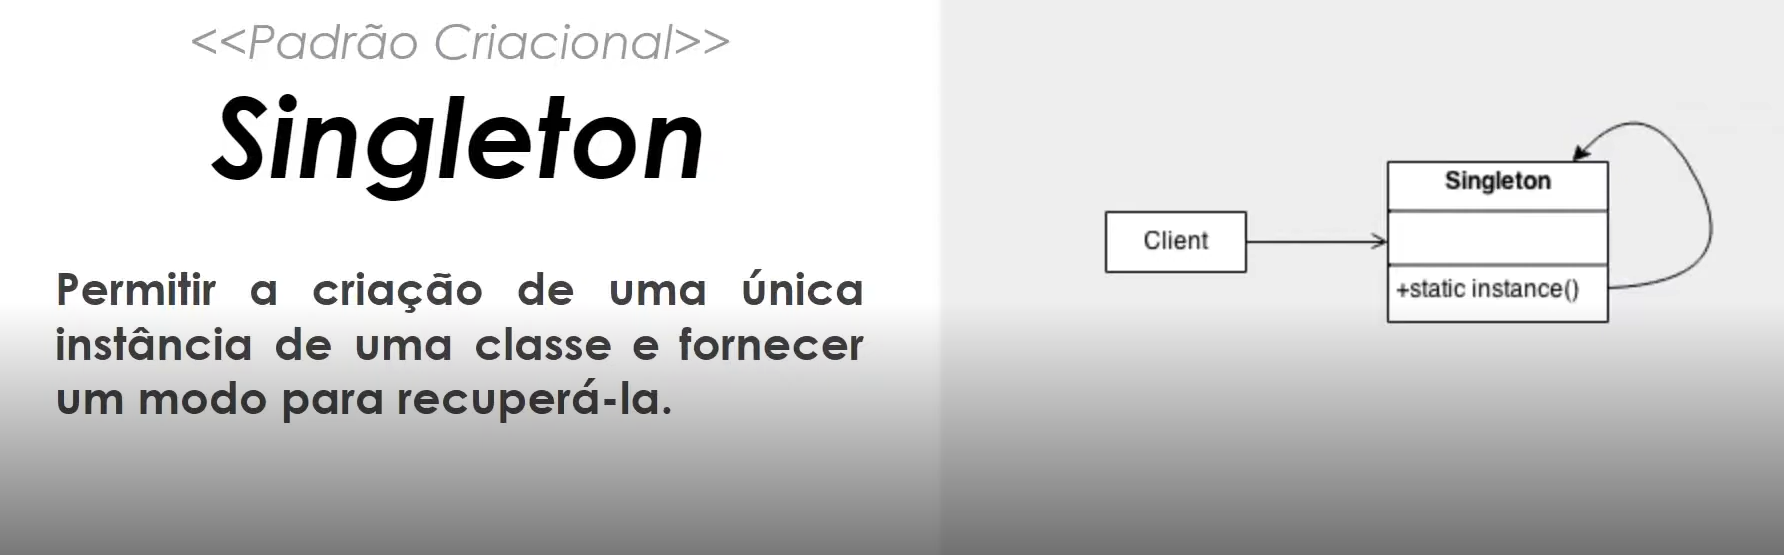 <<Padrão Criacional>>
Singleton
Permitir a criação de uma única
instância de uma classe e fornecer
um modo para recuperá-la.
Singleton
Client
+static instance()